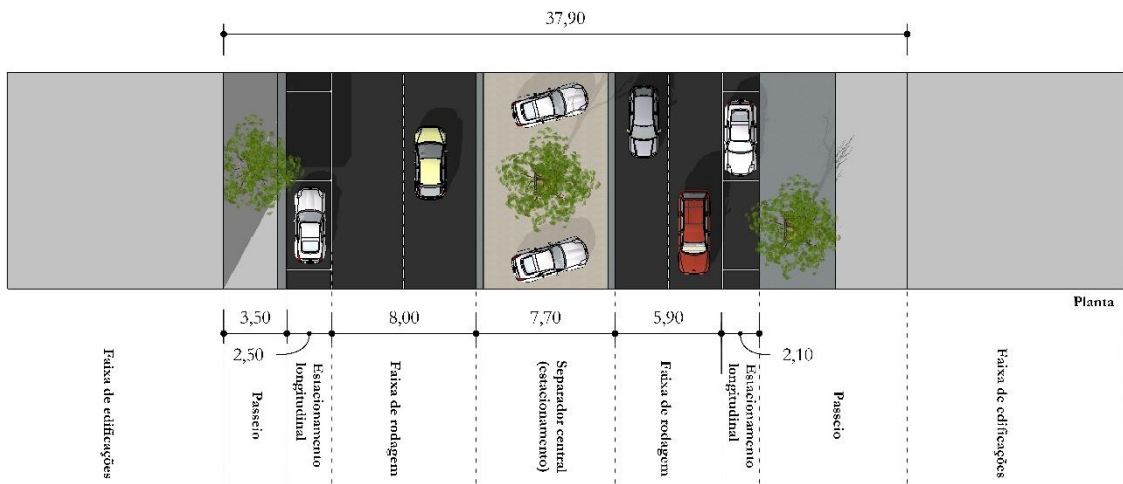 37,90
Planta
3,50
8,00
7,70
5,90
2,50
2,10
Faixa de edificações
Passeio
Estacionamento
longitudinal
Faixa de rodagem
Separador central
(estacionamento)
Faixa de rodagem
Estacionamento
longitudinal
Passeio
Faixa de edificações